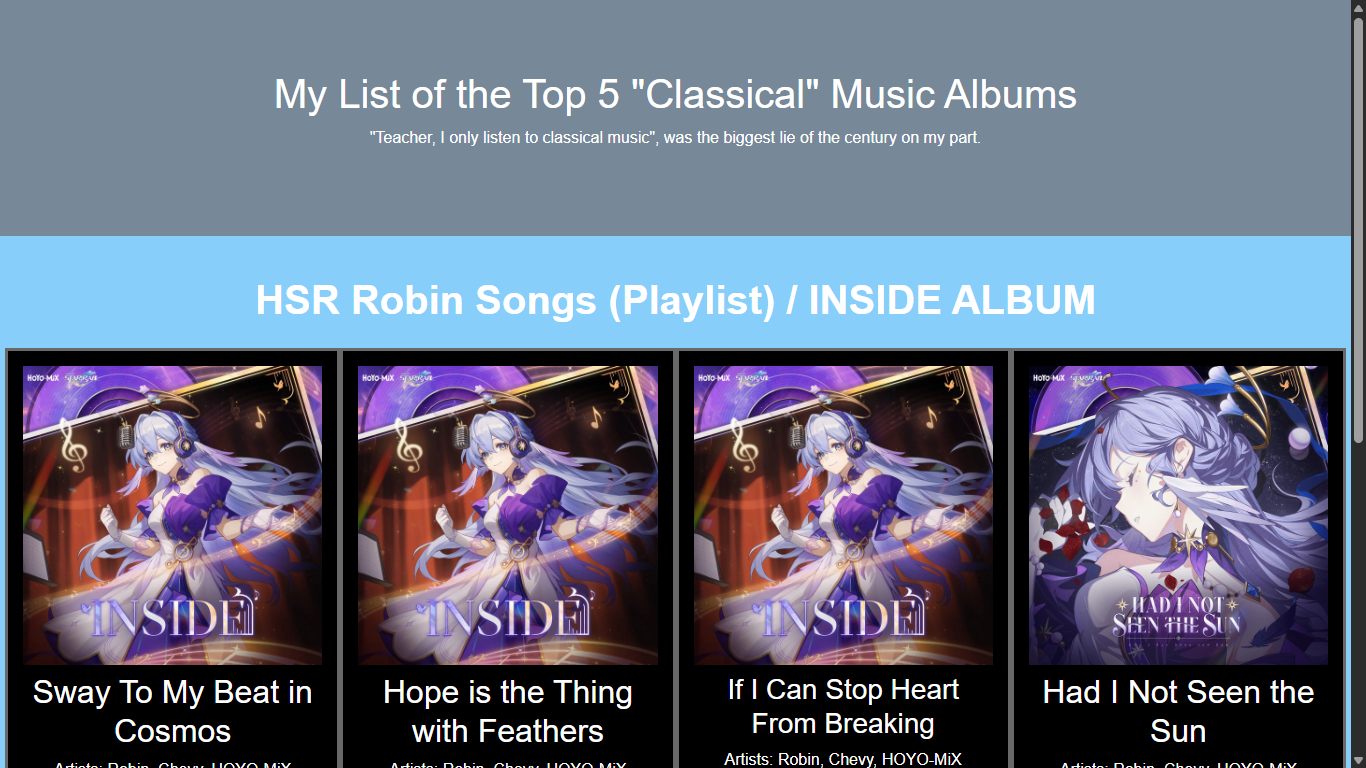 My List of the Top 5 "Classical" Music Albums
"Teacher, I only listen to classical music", was the biggest lie of the century on my part.
HSR Robin Songs (Playlist) / INSIDE ALBUM
HOYO-MiX
INSIDE
Sway To My Beat in
Cosmos
Artists: Robin, Chevy, HOYO-MiX
HOYO-MiX
INSIDE
Hope is the Thing
with Feathers
Artists: Robin, Chevy, HOYO-MiX
HOYO-MiX
INSIDE
If I Can Stop Heart
From Breaking
Artists: Robin, Chevy, HOYO-MiX
HOYO-MiX
HAD I NOT
SEEN THE SUN
Had I Not Seen the
Sun
Artists: Robin, Chevy, HOYO-MiX